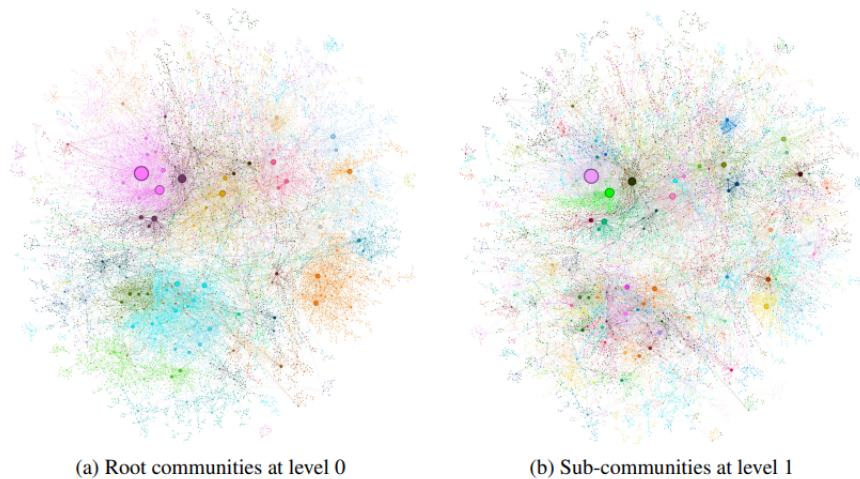 (a) Root communities at level 0
(b) Sub-communities at level 1